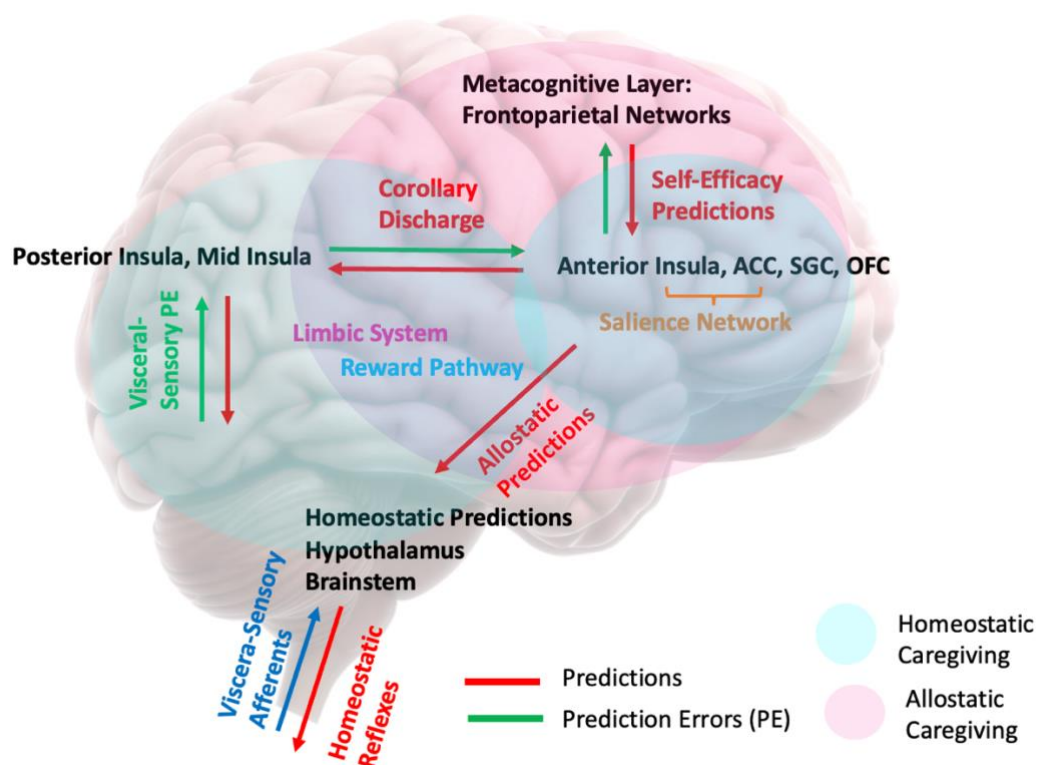 Metacognitive Layer:
Frontoparietal Networks
Corollary
Discharge
Self-Efficacy
Predictions
Posterior Insula, Mid Insula
Anterior Insula, ACC, SGC, OFC
Salience Network
Visceral-
Sensory PE
Limbic System
Reward Pathway
Allostatic
Predictions
Homeostatic Predictions
Hypothalamus
Brainstem
Viscera-Sensory
Afferents
Homeostatic
Reflexes
Predictions
Prediction Errors (PE)
Homeostatic
Caregiving
Allostatic
Caregiving